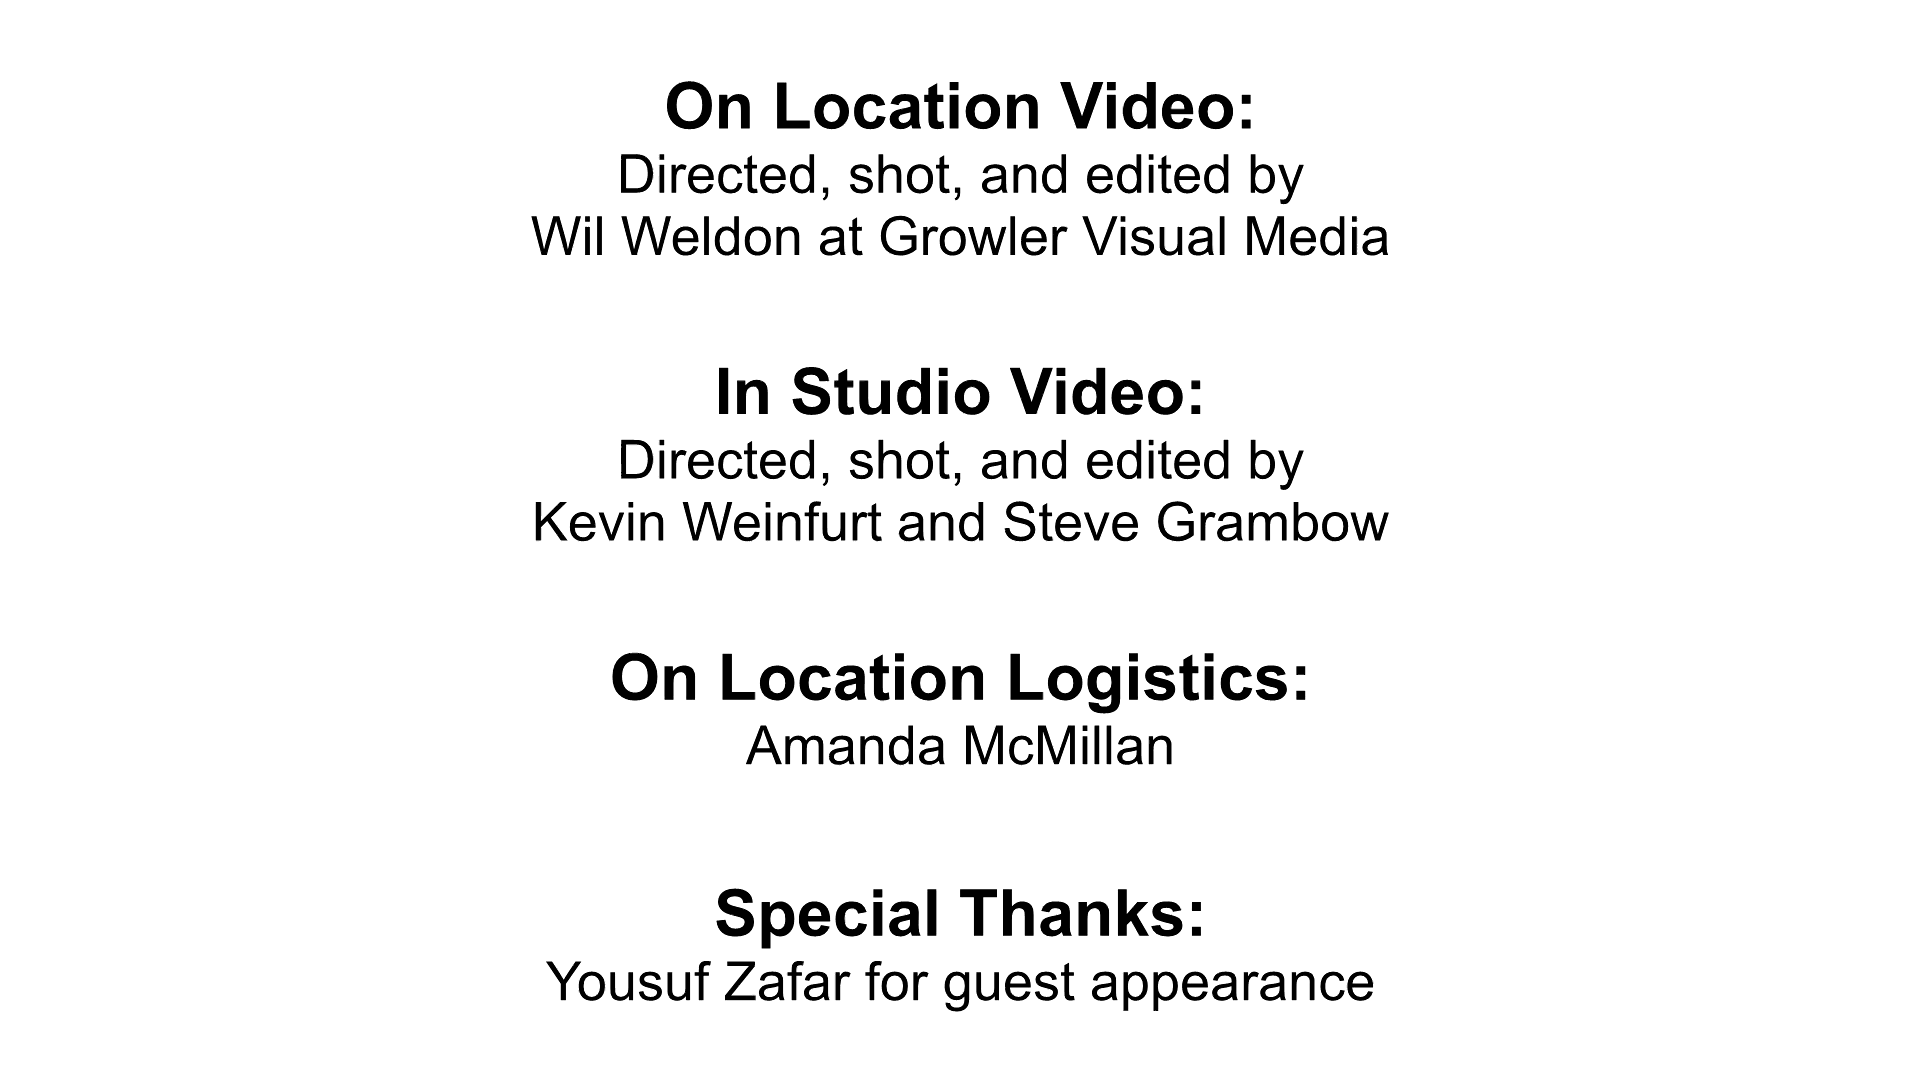 On Location Video:
Directed, shot, and edited by
Wil Weldon at Growler Visual Media
In Studio Video:
Directed, shot, and edited by
Kevin Weinfurt and Steve Grambow
On Location Logistics:
Amanda McMillan
Special Thanks:
Yousuf Zafar for guest appearance